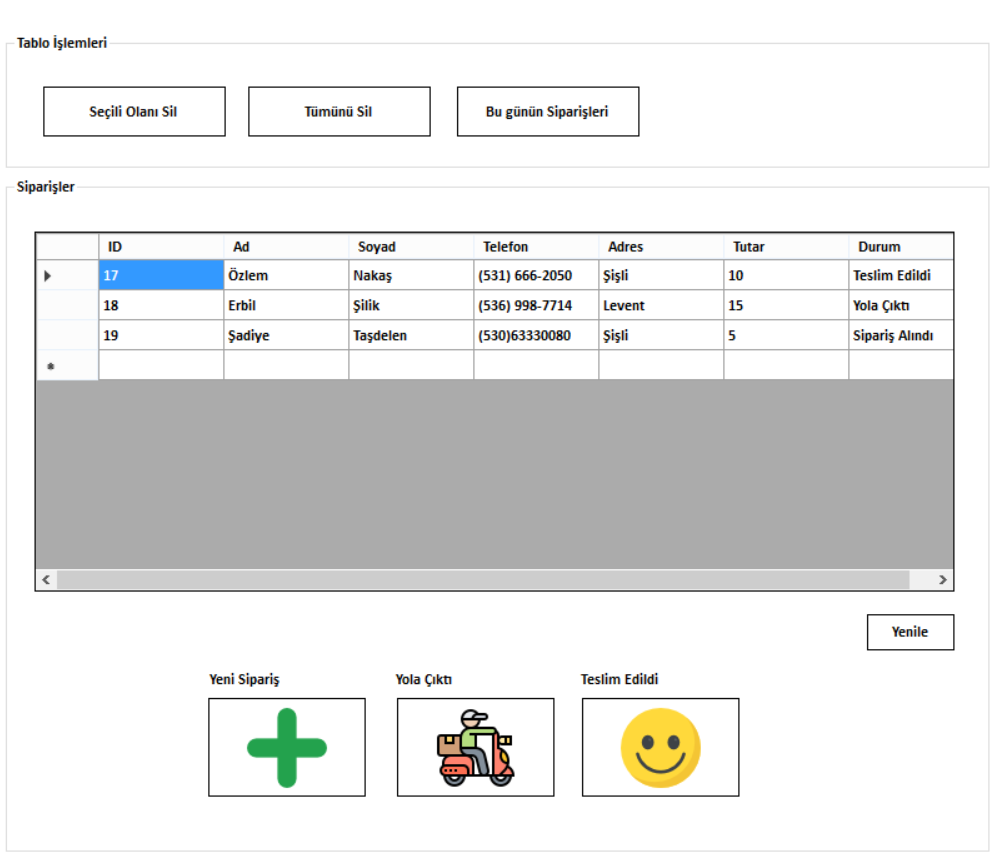 Tablo İşlemleri
Seçili Olanı Sil Tümünü Sil Bu günün Siparişleri
Siparişler
ID Ad Soyad Telefon Adres Tutar Durum
17 Özlem Nakaş (531) 666-2050 Şişli 10 Teslim Edildi
18 Erbil Şilik (536) 998-7714 Levent 15 Yola Çıktı
19 Şadiye Taşdelen (530)63330080 Şişli 5 Sipariş Alındı
Yenile
Yeni Sipariş Yola Çıktı Teslim Edildi